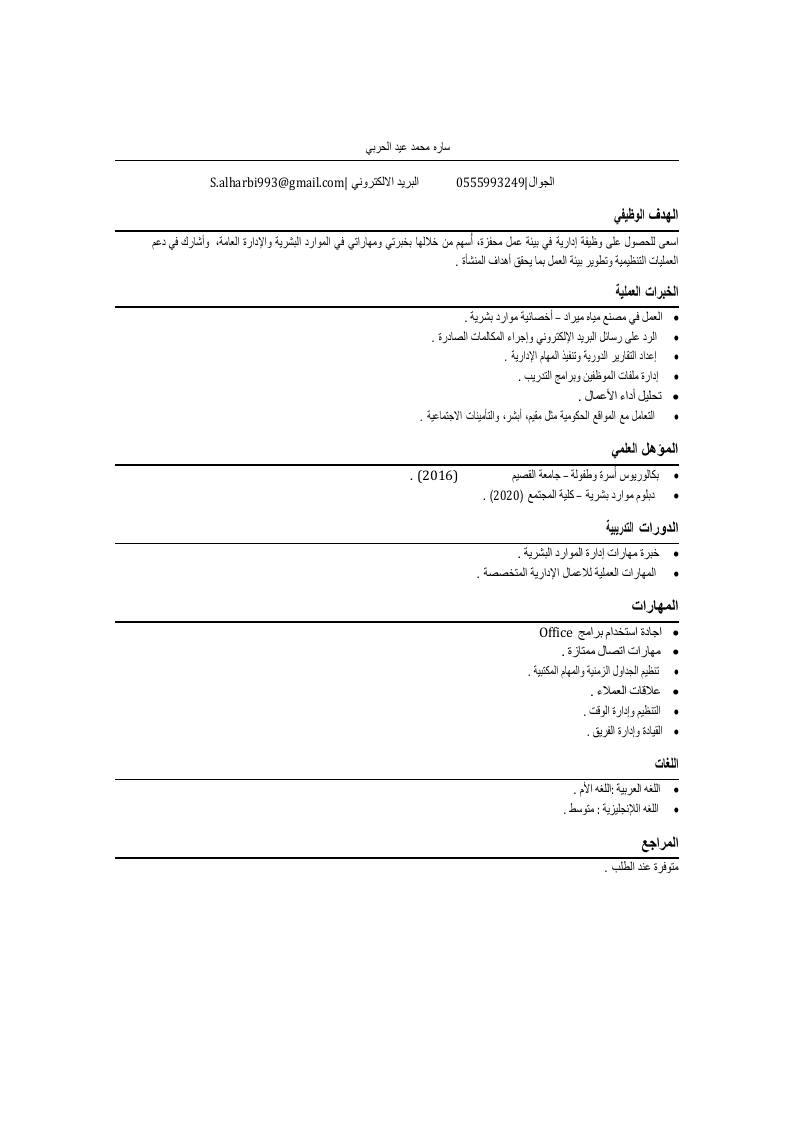 ساره محمد عيد الحربي
الجوال|0555993249 البريد الالكتروني |S.alharbi993@gmail.com
الهدف الوظيفي
اسعى للحصول على وظيفة إدارية في بيئة عمل محفزة، أسهم من خلالها بخبرتي ومهاراتي في الموارد البشرية والإدارة العامة، وأشارك في دعم
العمليات التنظيمية وتطوير بيئة العمل بما يحقق أهداف المنشأة .
الخبرات العملية
• العمل في مصنع مياه ميراد – أخصائية موارد بشرية .
• الرد على رسائل البريد الإلكتروني وإجراء المكالمات الصادرة .
• إعداد التقارير الدورية وتنفيذ المهام الإدارية .
• إدارة ملفات الموظفين وبرامج التدريب .
• تحليل أداء الأعمال .
• التعامل مع المواقع الحكومية مثل مقيم، أبشر، والتأمينات الاجتماعية .
المؤهل العلمي
• بكالوريوس أسرة وطفولة – جامعة القصيم (2016) .
• دبلوم موارد بشرية – كلية المجتمع (2020) .
الدورات التدريبية
• خبرة مهارات إدارة الموارد البشرية .
• المهارات العملية للاعمال الإدارية المتخصصة .
المهارات
• اجادة استخدام برامج Office
• مهارات اتصال ممتازة .
• تنظيم الجداول الزمنية والمهام المكتبية .
• علاقات العملاء .
• التنظيم وإدارة الوقت .
• القيادة وإدارة الفريق .
اللغات
• اللغه العربية :اللغه الأم .
• اللغه اللإنجليزية : متوسط .
المراجع
متوفرة عند الطلب .